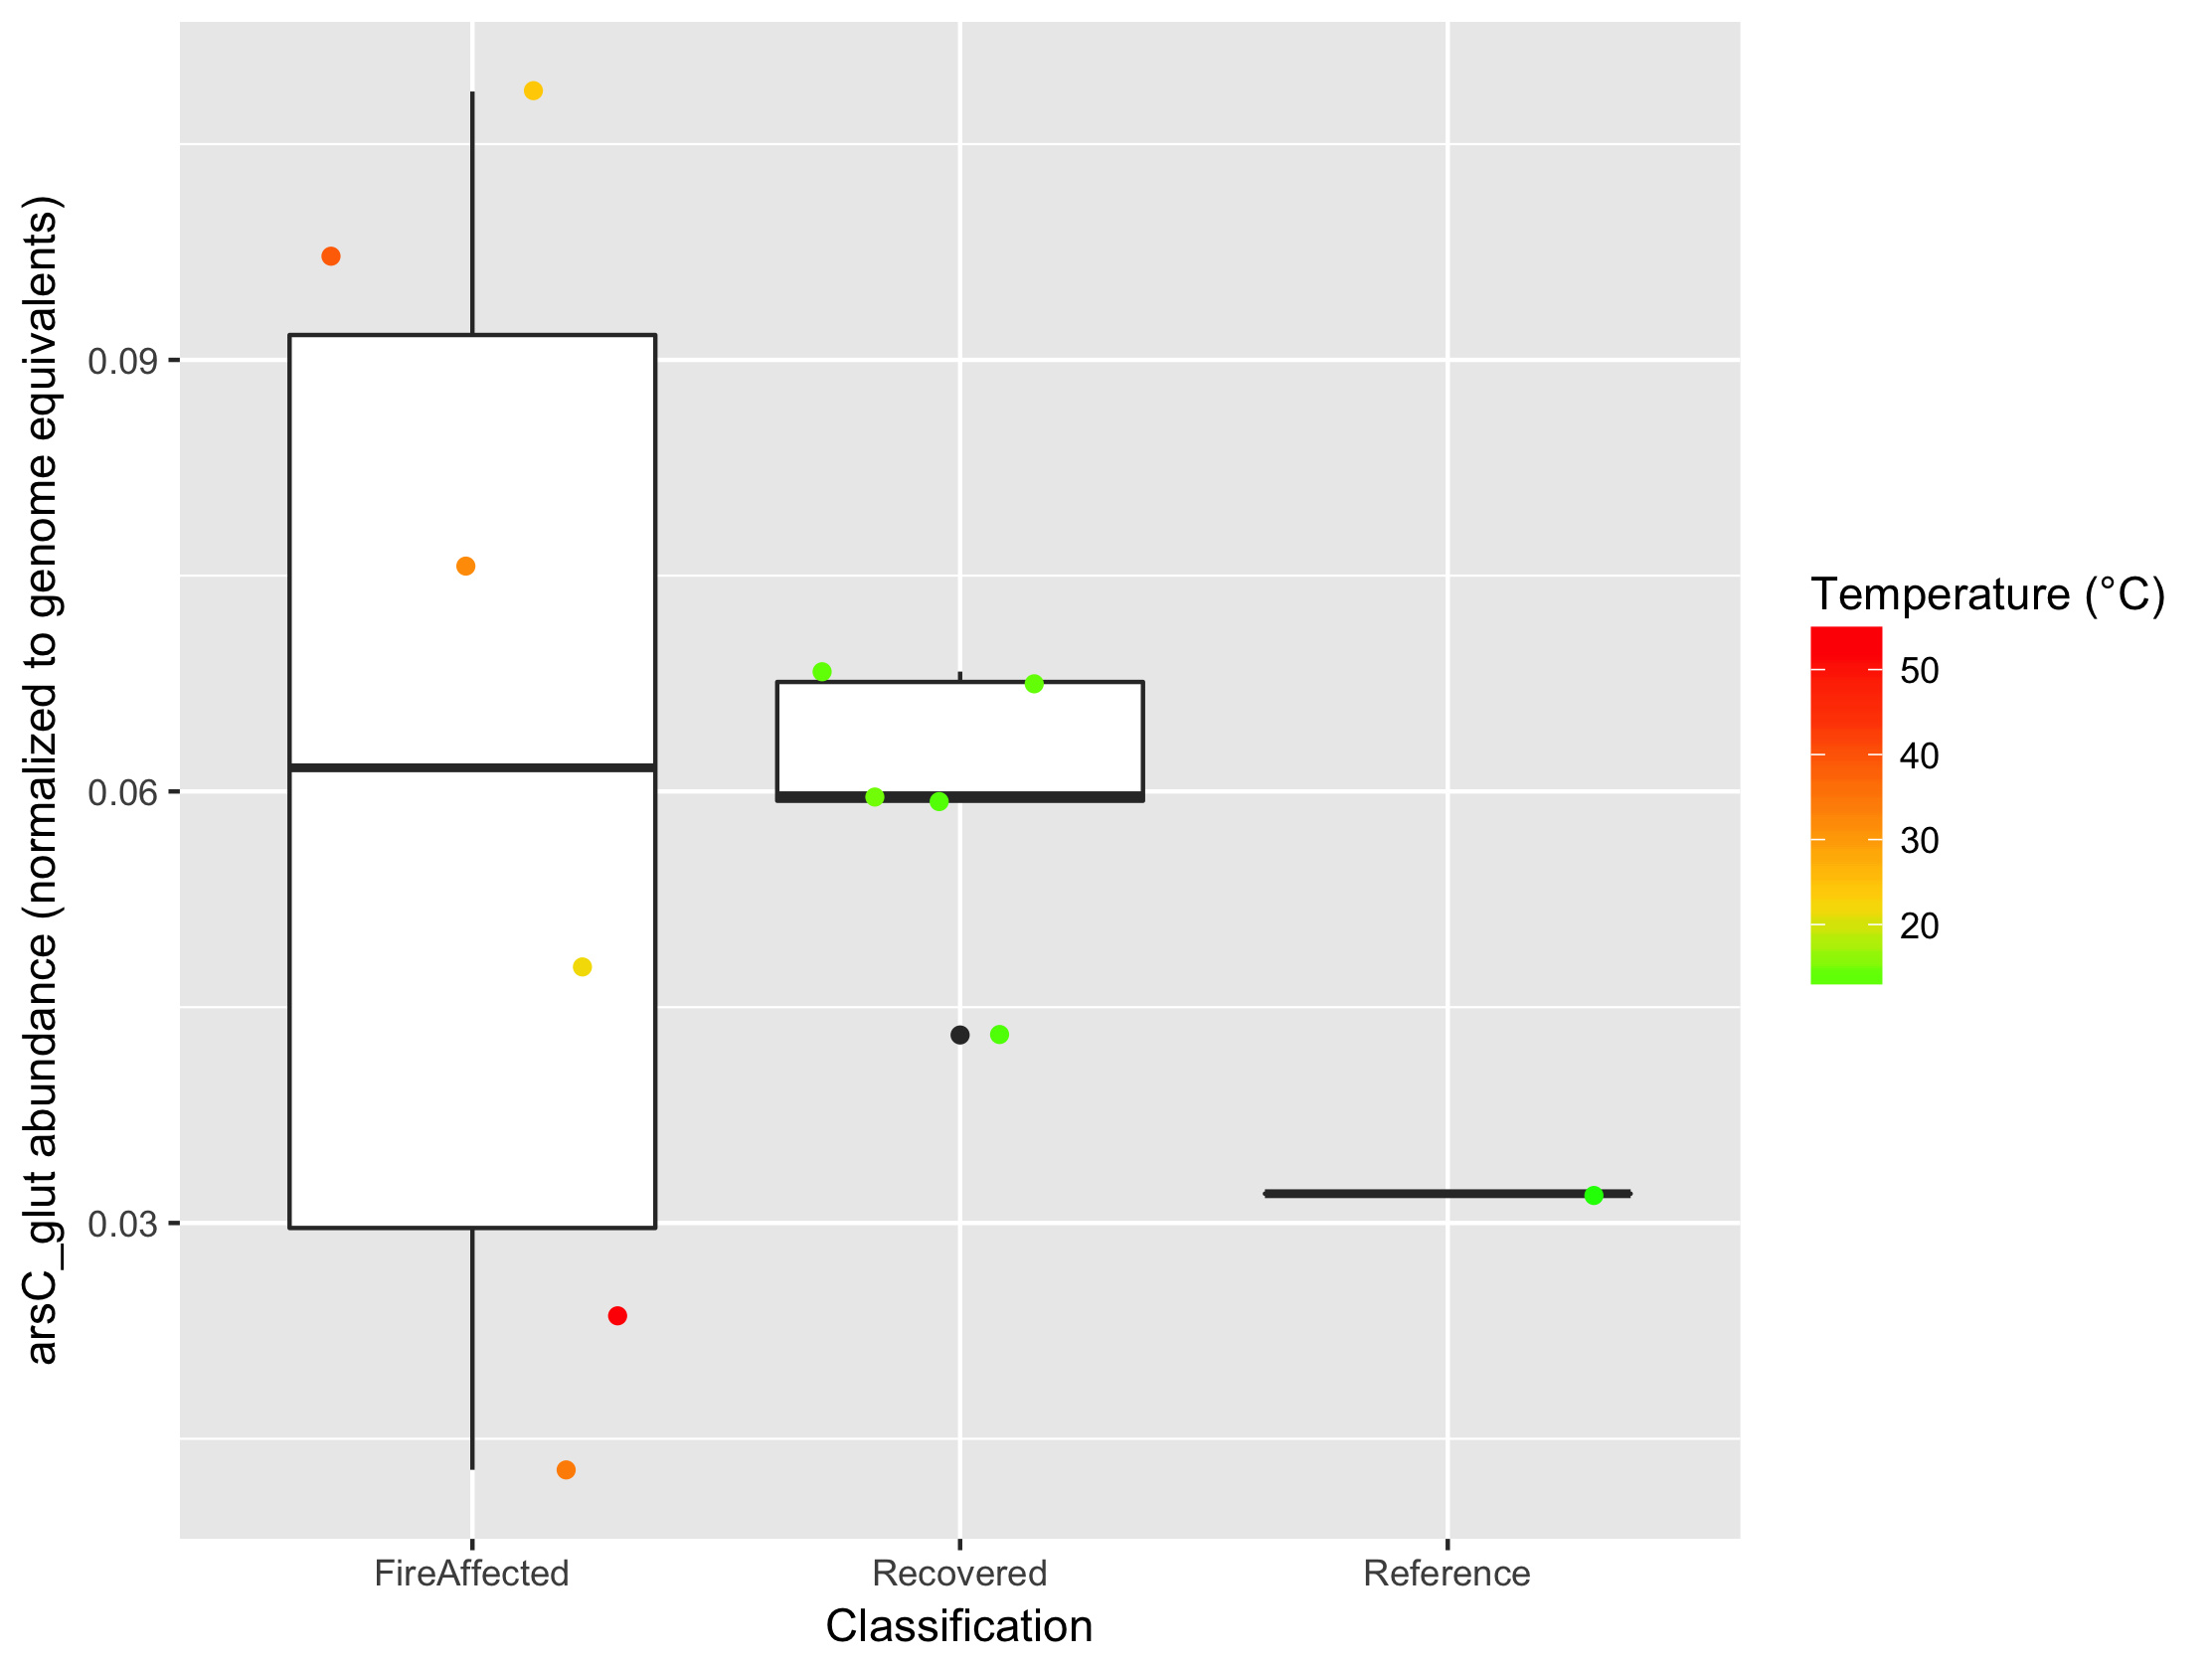 arsC_glut abundance (normalized to genome equivalents)
0.09
0.06
0.03
FireAffected
Recovered
Reference
Classification
Temperature (°C)
50
40
30
20